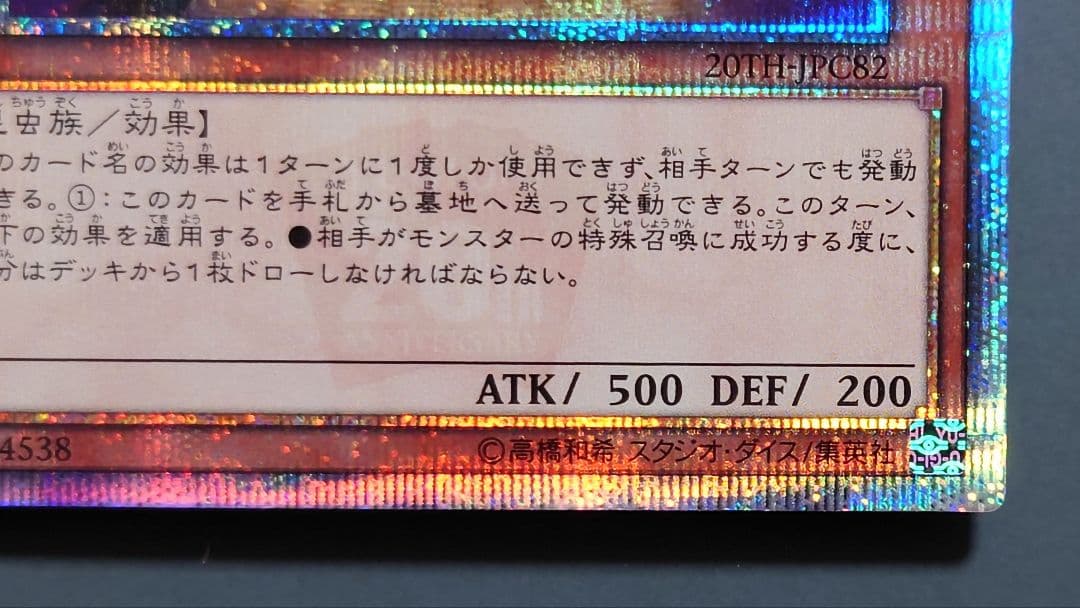 20TH-JPC82
昆虫族／効果】
のカード名の効果は１ターンに１度しか使用できず、相手ターンでも発動
きる。①：このカードを手札から墓地へ送って発動できる。このターン、
下の効果を適用する。●相手がモンスターの特殊召喚に成功する度に、
分はデッキから１枚ドローしなければならない。
ATK/ 500 DEF/ 200
4538
©高橋和希 スタジオ・ダイス/集英社